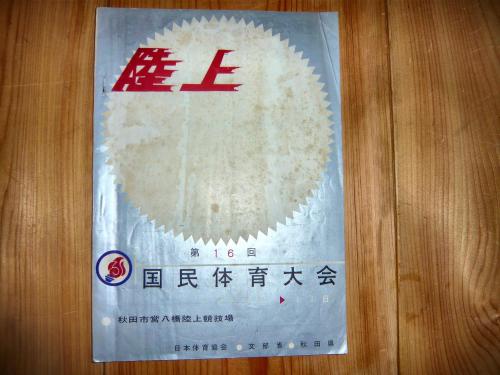 陸上
第16回
国民体育大会
秋田市営八橋陸上競技場
日本体育協会 ● 文部省 ● 秋田県